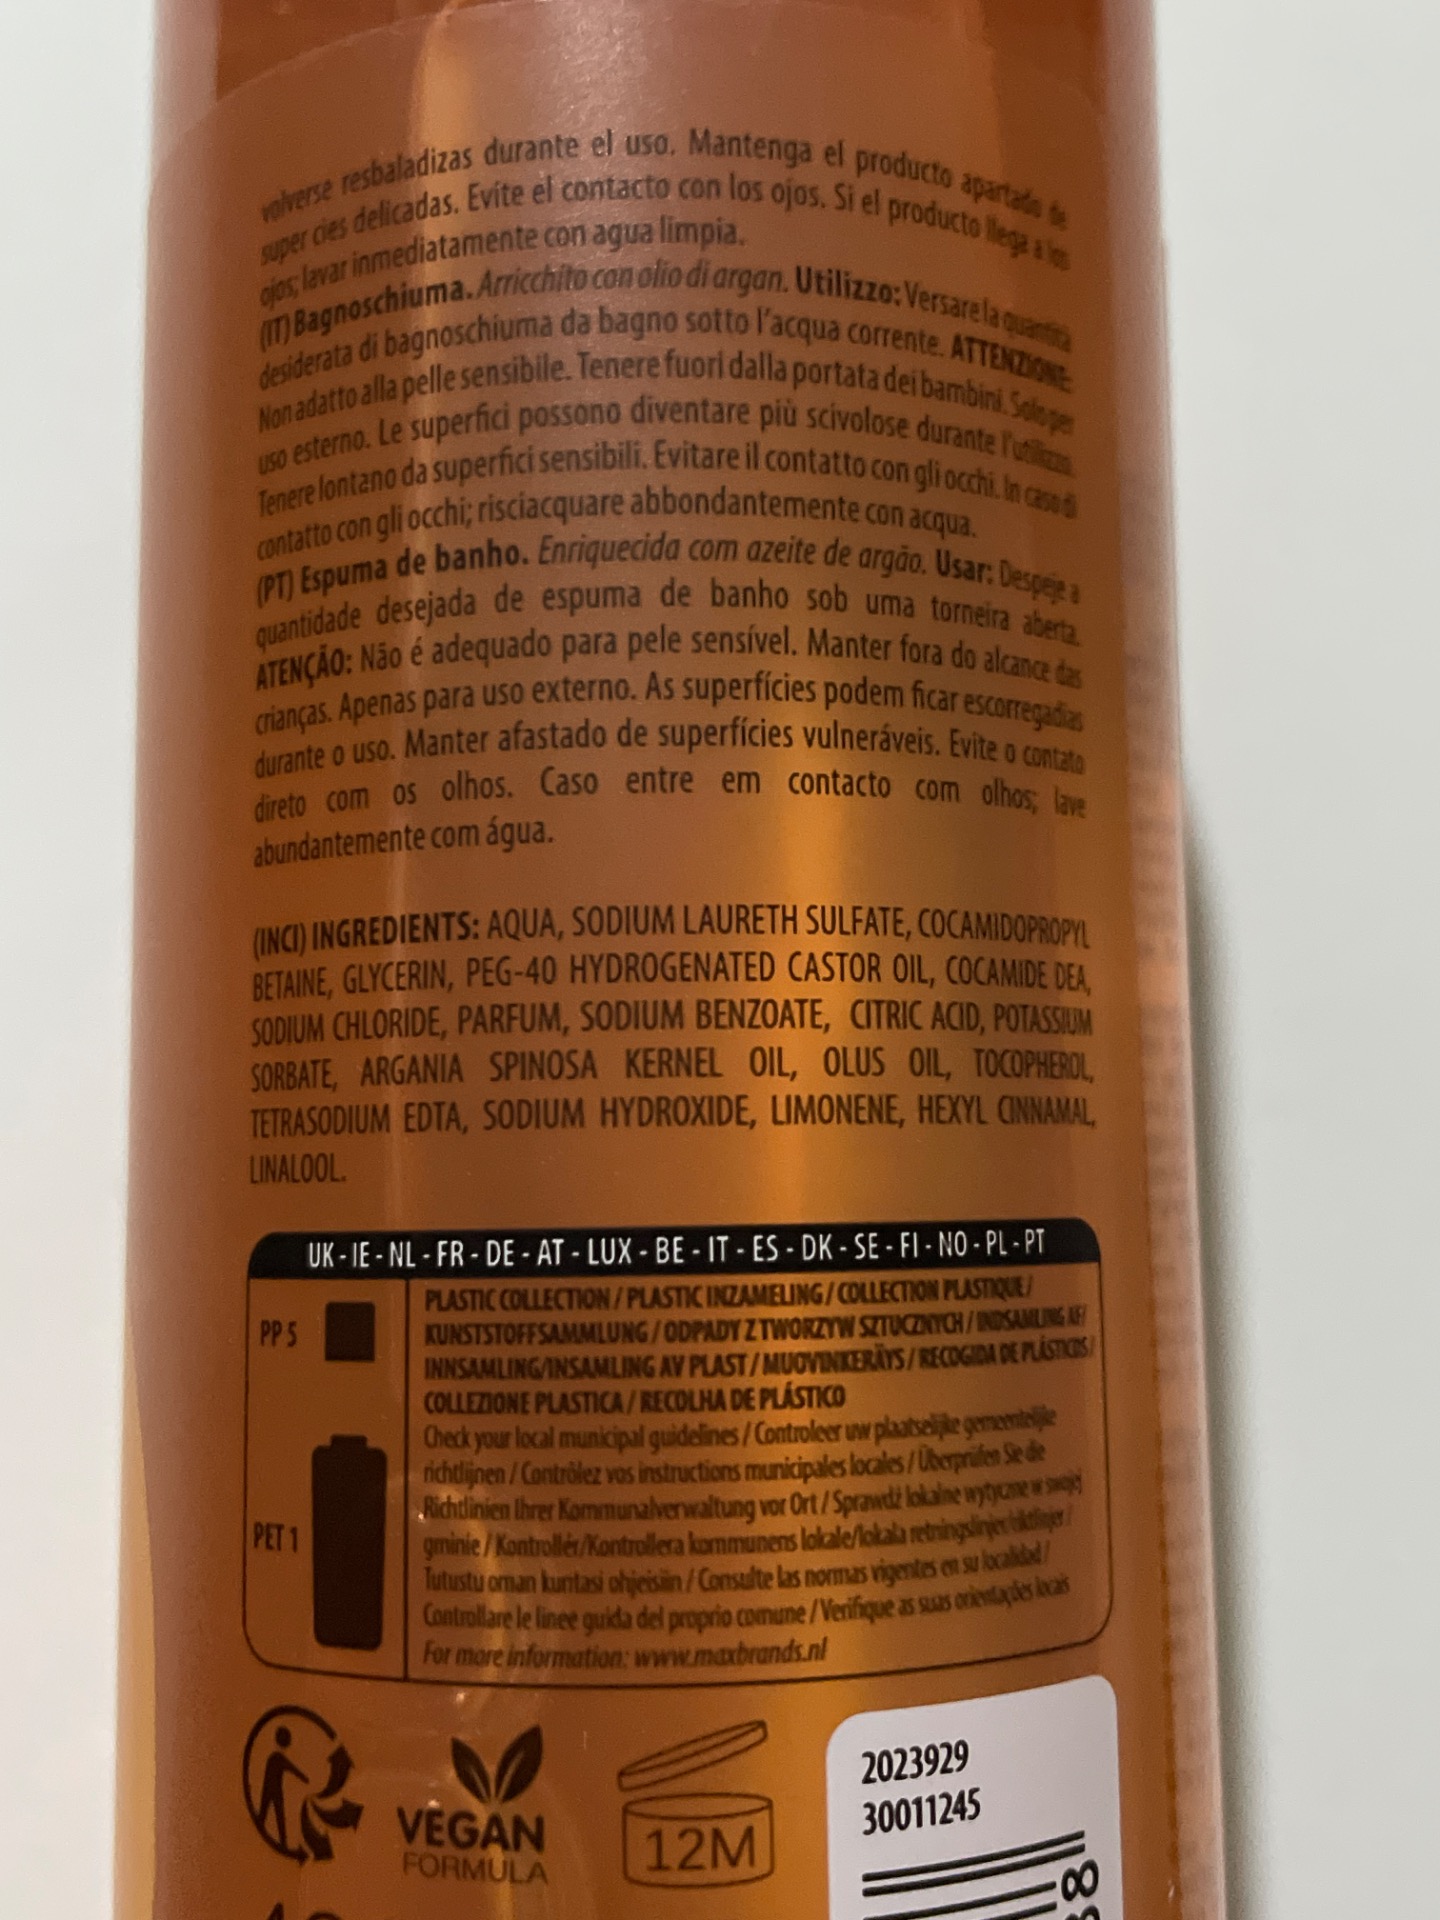 volverse resbaladizas durante el uso. Mantenga el producto apartado de
super cies delicadas. Evite el contacto con los ojos. Si el producto llega a los
ojos; lavar inmediatamente con agua limpia.
(IT) Bagnoschiuma. Arricchito con olio di argan. Utilizzo: Versare la quantità
desiderata di bagnoschiuma da bagno sotto l'acqua corrente. ATTENZIONE:
Non adatto alla pelle sensibile. Tenere fuori dalla portata dei bambini. Solo per
uso esterno. Le superfici possono diventare più scivolose durante l'utilizzo.
Tenere lontano da superfici sensibili. Evitare il contatto con gli occhi. In caso di
contatto con gli occhi; risciacquare abbondantemente con acqua.
(PT) Espuma de banho. Enriquecida com azeite de argão. Usar: Despeje a
quantidade desejada de espuma de banho sob uma torneira aberta.
ATENÇÃO: Não é adequado para pele sensível. Manter fora do alcance das
crianças. Apenas para uso externo. As superfícies podem ficar escorregadias
durante o uso. Manter afastado de superfícies vulneráveis. Evite o contato
direto com os olhos. Caso entre em contacto com olhos; lave
abundantemente com água.
(INCI) INGREDIENTS: AQUA, SODIUM LAURETH SULFATE, COCAMIDOPROPYL
BETAINE, GLYCERIN, PEG-40 HYDROGENATED CASTOR OIL, COCAMIDE DEA,
SODIUM CHLORIDE, PARFUM, SODIUM BENZOATE, CITRIC ACID, POTASSIUM
SORBATE, ARGANIA SPINOSA KERNEL OIL, OLUS OIL, TOCOPHEROL,
TETRASODIUM EDTA, SODIUM HYDROXIDE, LIMONENE, HEXYL CINNAMAL,
LINALOOL.
UK - IE - NL - FR - DE - AT - LUX - BE - IT - ES - DK - SE - FI - NO - PL - PT
PP 5
PLASTIC COLLECTION / PLASTIC INZAMELING / COLLECTION PLASTIQUE /
KUNSTSTOFFSAMMLUNG / ODPADY Z TWORZYW SZTUCZNYCH / INDSAMLING AF/
INNSAMLING/INSAMLING AV PLAST / MUOVINKERÄYS / RECOGIDA DE PLÁSTICOS /
COLLEZIONE PLASTICA / RECOLHA DE PLÁSTICO
PET 1
Check your local municipal guidelines / Controleer uw plaatselijke gemeentelijke
richtlijnen / Contrôlez vos instructions municipales locales / Überprüfen Sie die
Richtlinien Ihrer Kommunalverwaltung vor Ort / Sprawdź lokalne wytyczne w swojej
gminie / Kontrollér/Kontrollera kommunens lokale/lokala retningslinjer/riktlinjer /
Tutustu oman kuntasi ohjeisiin / Consulte las normas vigentes en su localidad /
Controllare le linee guida del proprio comune / Verifique as suas orientações locais
For more information: www.maxbrands.nl
VEGAN
FORMULA
12M
2023929
30011245
8